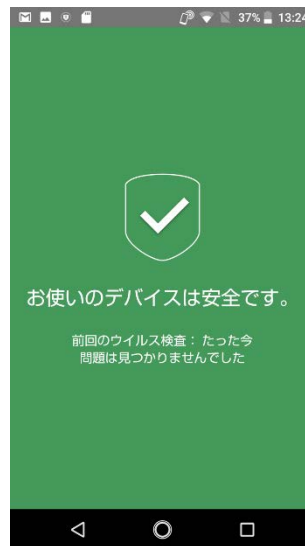 37% 13:24
お使いのデバイスは安全です。
前回のウイルス検査： たった今
問題は見つかりませんでした